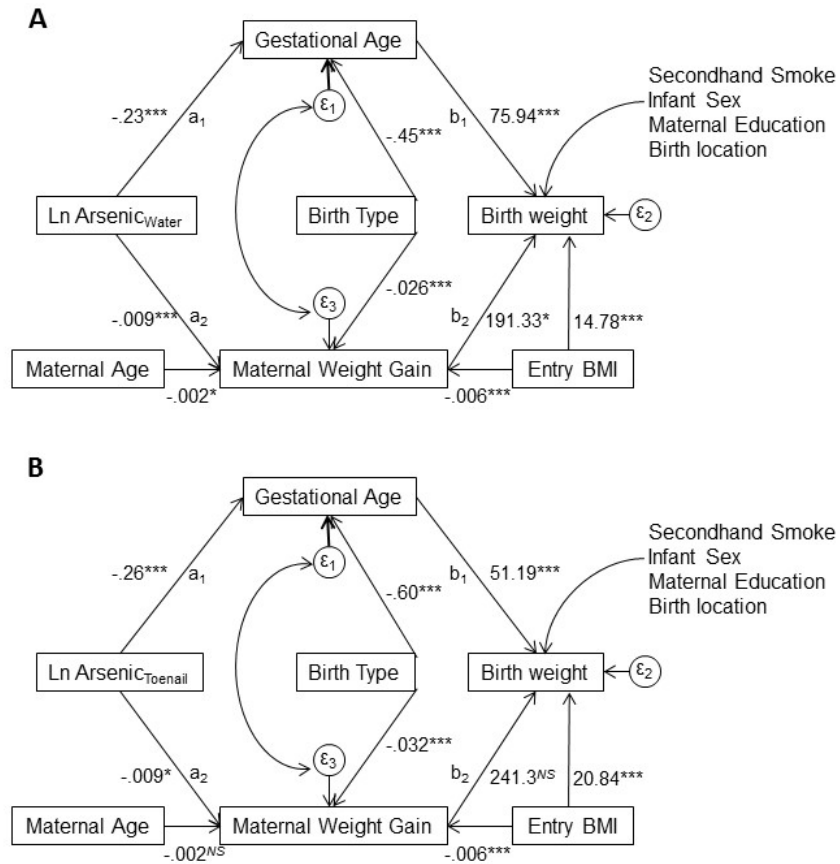 A
Gestational Age
Secondhand Smoke
Infant Sex
Maternal Education
Birth location
-.23***
a1
ε1
-.45***
b1
75.94***
Ln ArsenicWater
Birth Type
Birth weight
ε2
-.009***
a2
ε3
-.026***
b2
191.33*
14.78***
Maternal Age
Maternal Weight Gain
Entry BMI
-.002*
-.006***
B
Gestational Age
Secondhand Smoke
Infant Sex
Maternal Education
Birth location
-.26***
a1
ε1
-.60***
b1
51.19***
Ln ArsenicToenail
Birth Type
Birth weight
ε2
-.009*
a2
ε3
-.032***
b2
241.3NS
20.84***
Maternal Age
Maternal Weight Gain
Entry BMI
-.002NS
-.006***